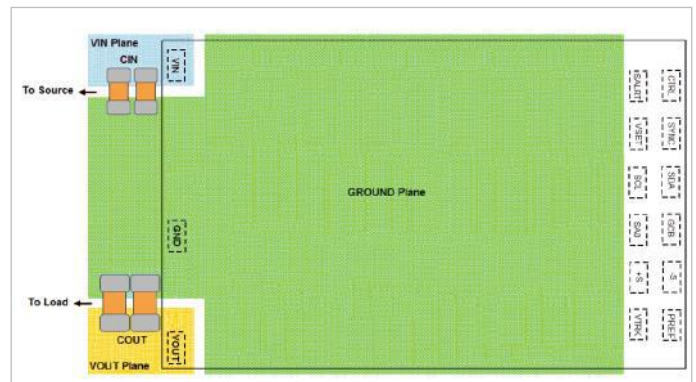 VIN Plane
CIN
VIN
To Source
GROUND Plane
GND
To Load
COUT
VOUT
VOUT Plane
SALRT
CTRL
VSET
SYNC
SCL
SDA
SA0
GCB
+S
-S
VTRK
PREF